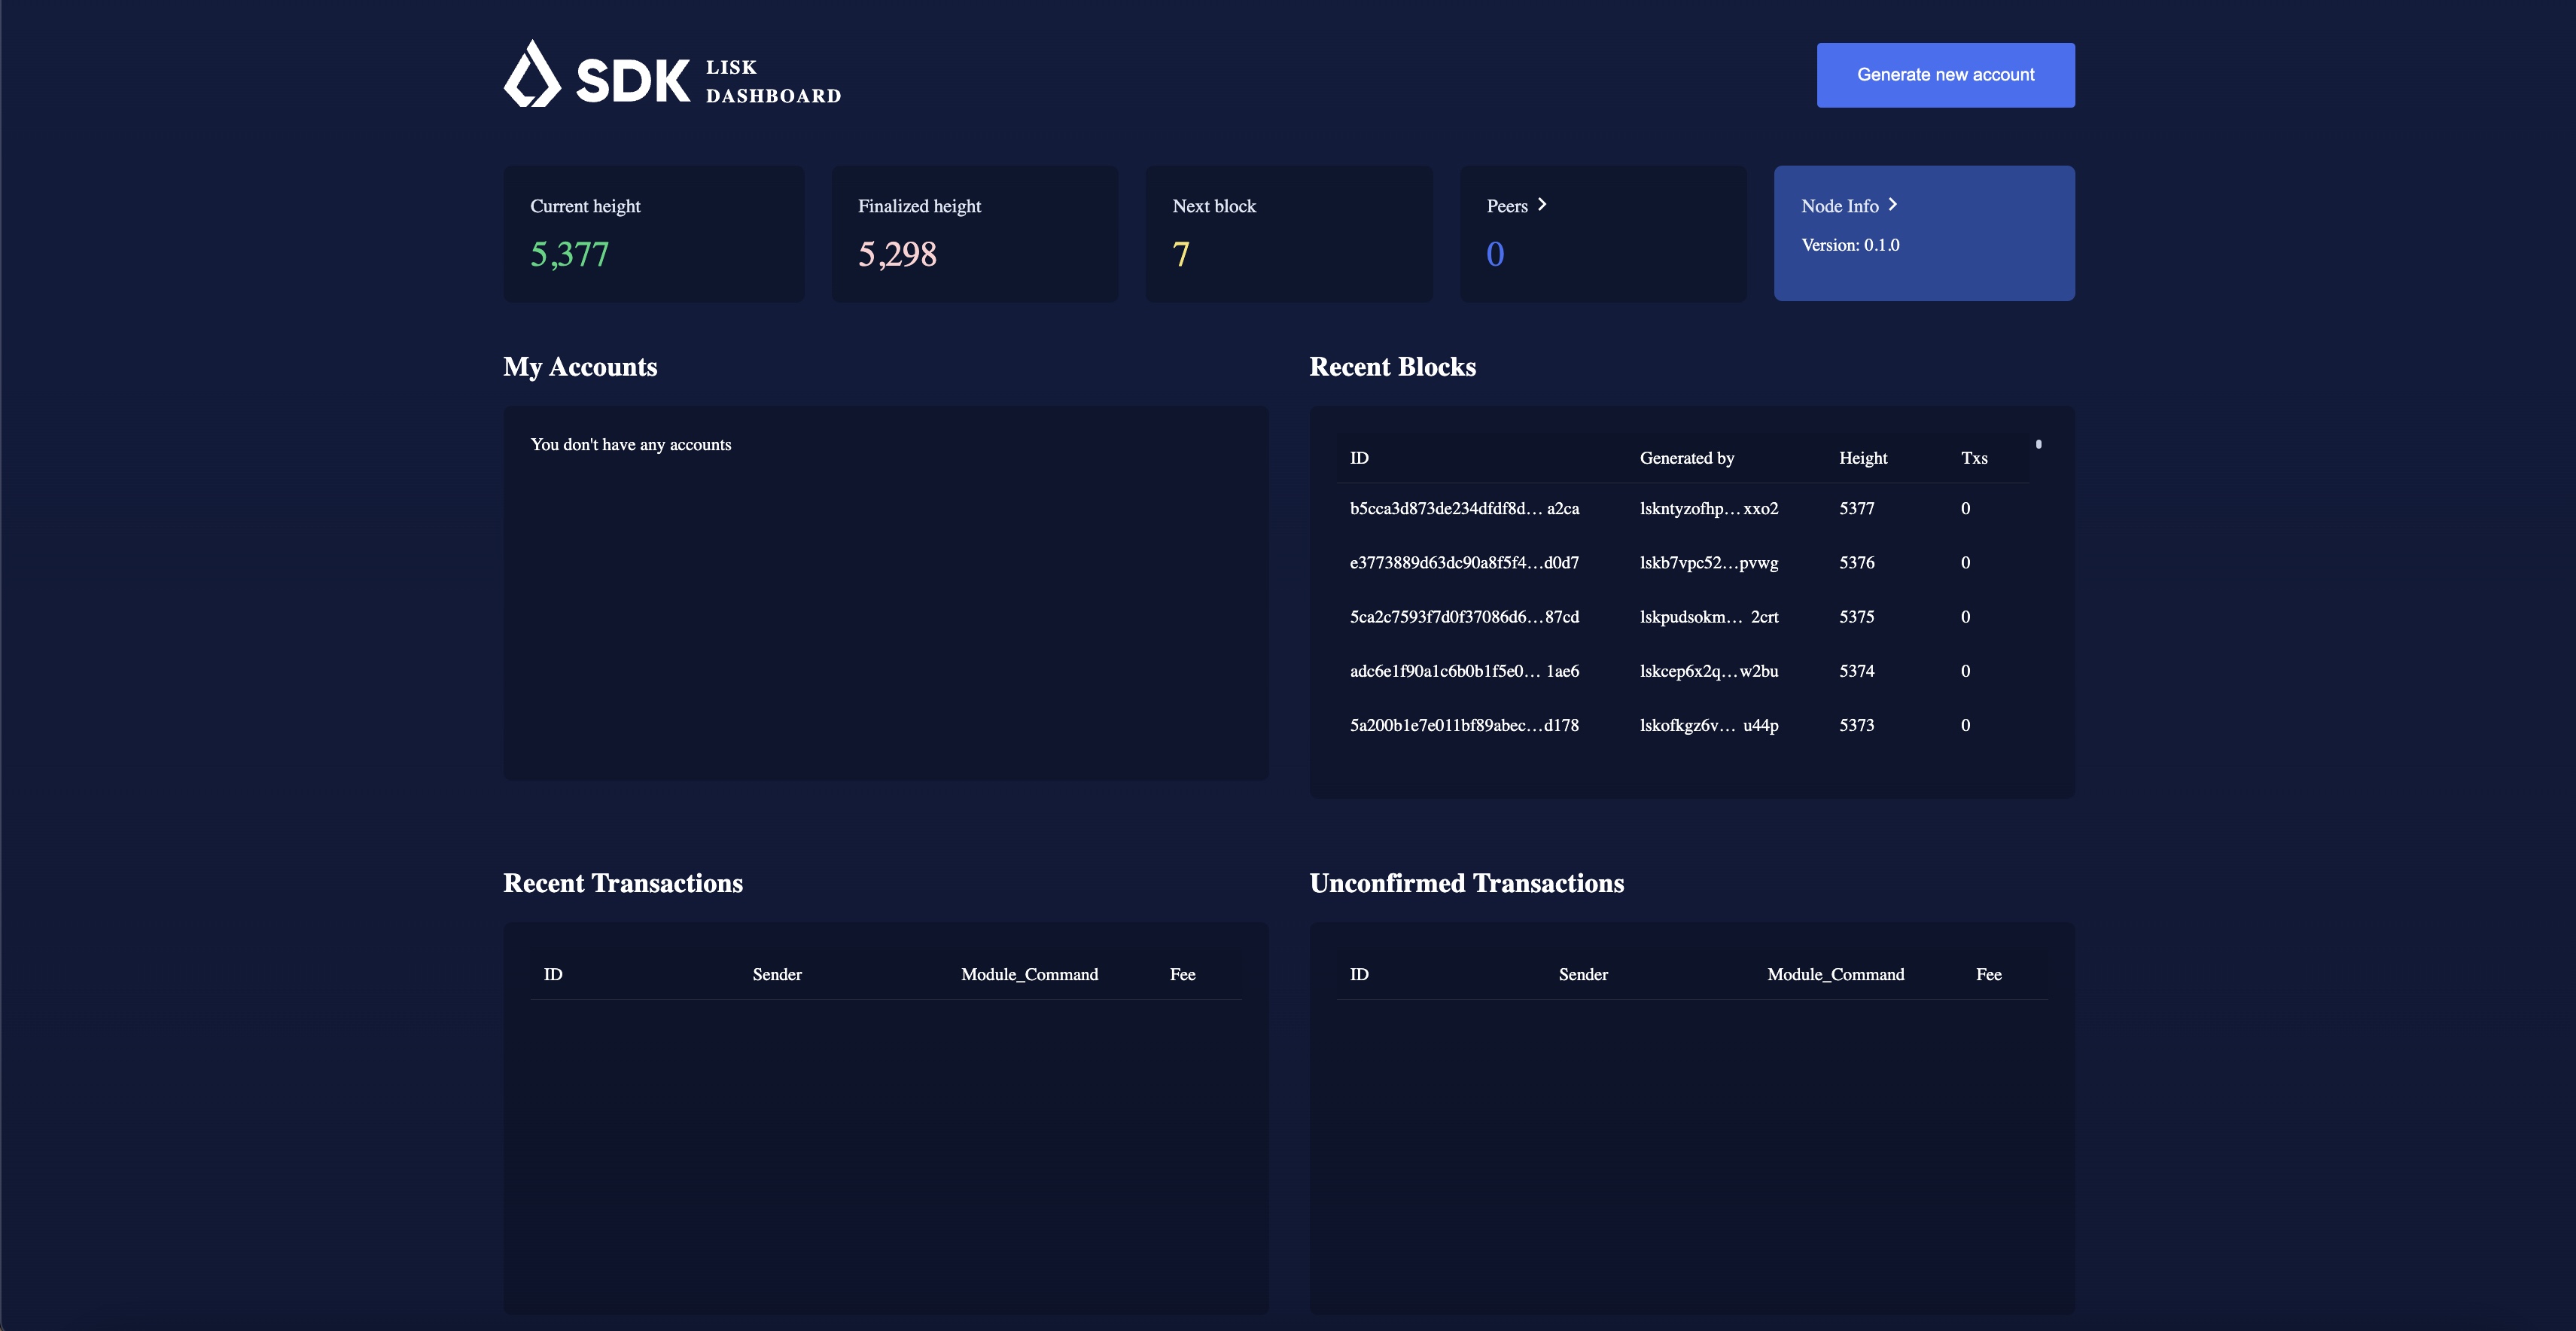 SDK LISK
DASHBOARD
Generate new account
Current height
5,377
Finalized height
5,298
Next block
7
Peers
0
Node Info
Version: 0.1.0
My Accounts
You don't have any accounts
Recent Blocks
ID Generated by Height Txs
b5cca3d873de234dfdf8d... a2ca lskntyzofhp... xxo2 5377 0
e3773889d63dc90a8f5f4...d0d7 lskb7vpc52...pvwg 5376 0
5ca2c7593f7d0f37086d6...87cd lskpudsokm... 2crt 5375 0
adc6e1f90a1c6b0b1f5e0... 1ae6 lskcep6x2q...w2bu 5374 0
5a200b1e7e011bf89abec...d178 lskofkgz6v... u44p 5373 0
Recent Transactions
ID Sender Module_Command Fee
Unconfirmed Transactions
ID Sender Module_Command Fee